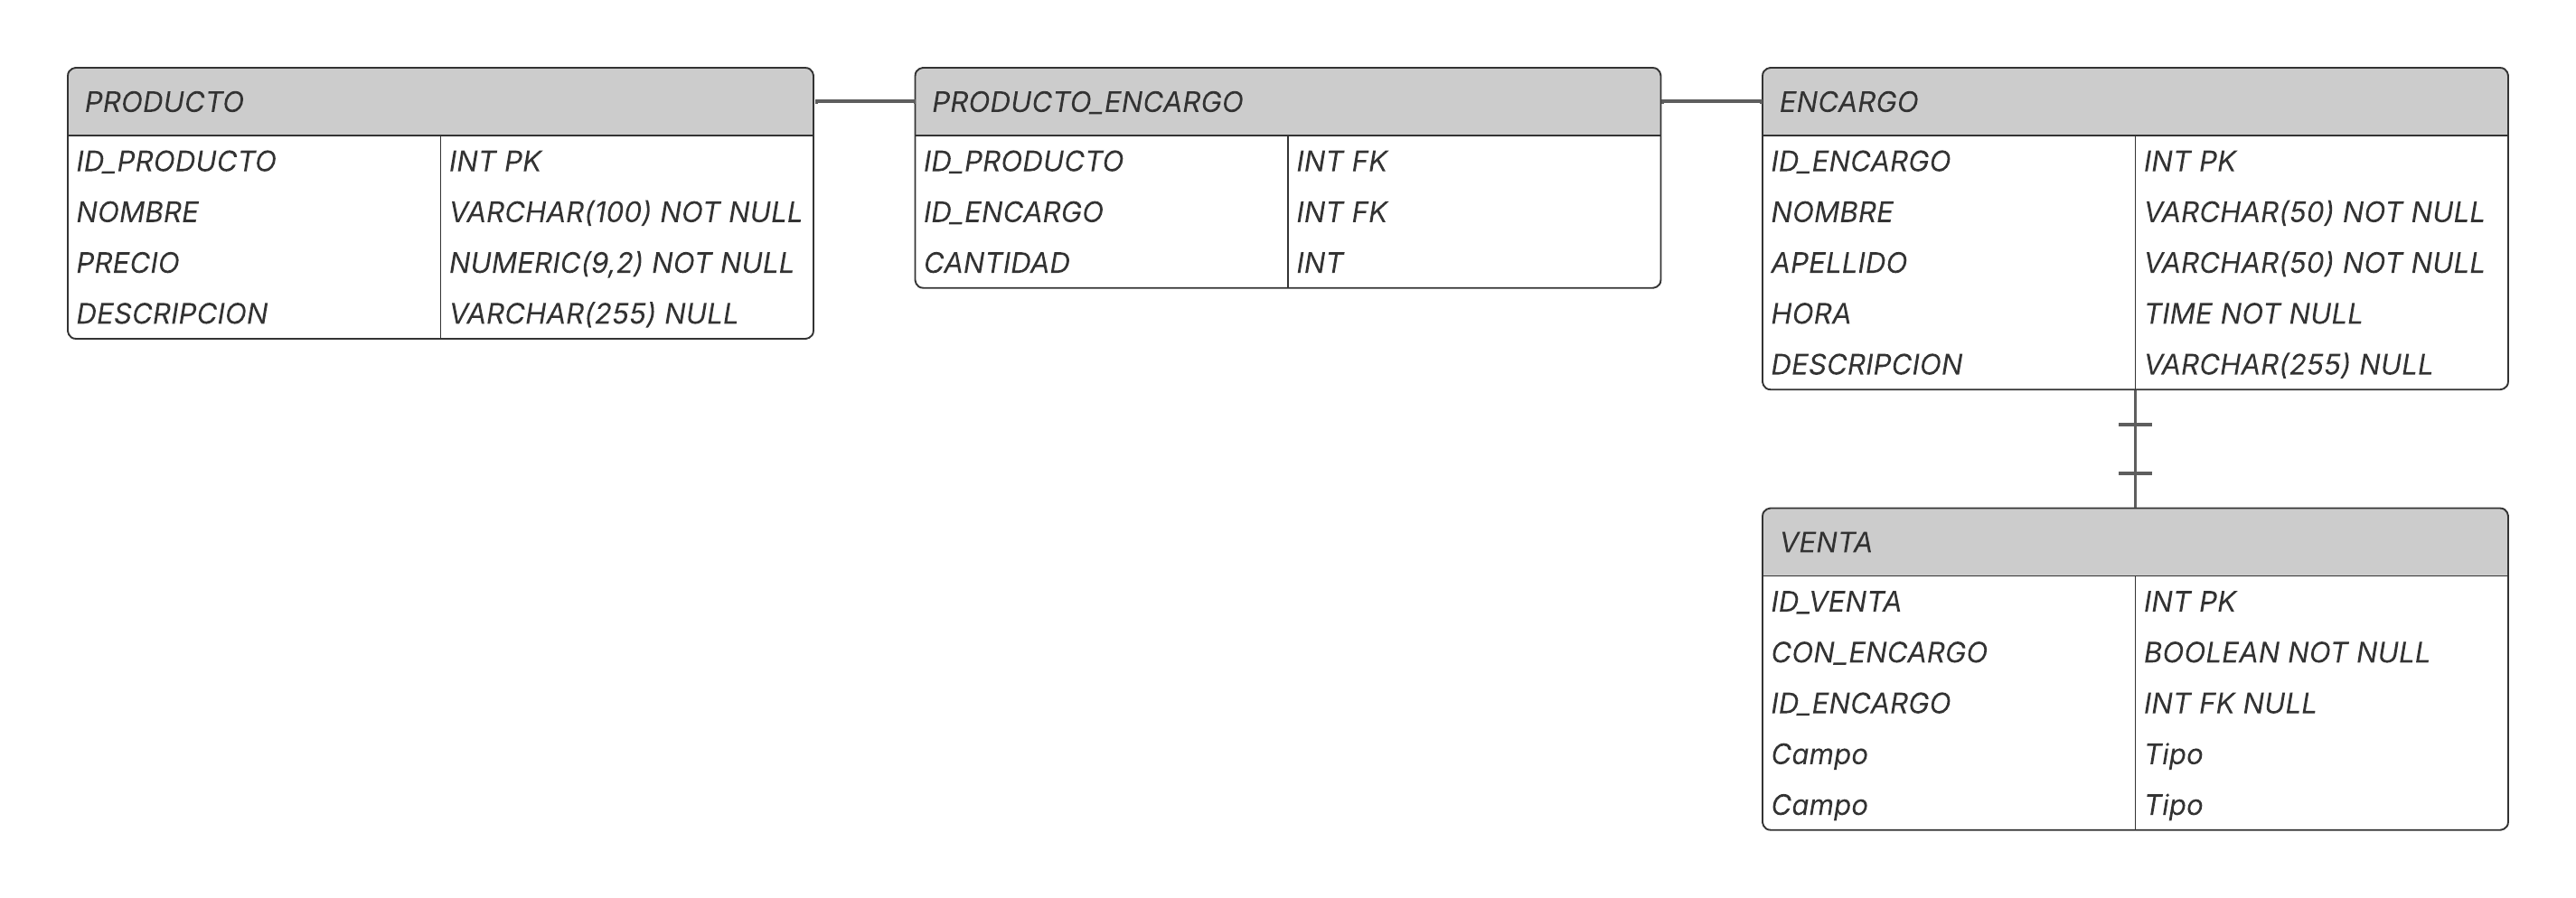 PRODUCTO
ID_PRODUCTO INT PK
NOMBRE VARCHAR(100) NOT NULL
PRECIO NUMERIC(9,2) NOT NULL
DESCRIPCION VARCHAR(255) NULL
PRODUCTO_ENCARGO
ID_PRODUCTO INT FK
ID_ENCARGO INT FK
CANTIDAD INT
ENCARGO
ID_ENCARGO INT PK
NOMBRE VARCHAR(50) NOT NULL
APELLIDO VARCHAR(50) NOT NULL
HORA TIME NOT NULL
DESCRIPCION VARCHAR(255) NULL
VENTA
ID_VENTA INT PK
CON_ENCARGO BOOLEAN NOT NULL
ID_ENCARGO INT FK NULL
Campo Tipo
Campo Tipo